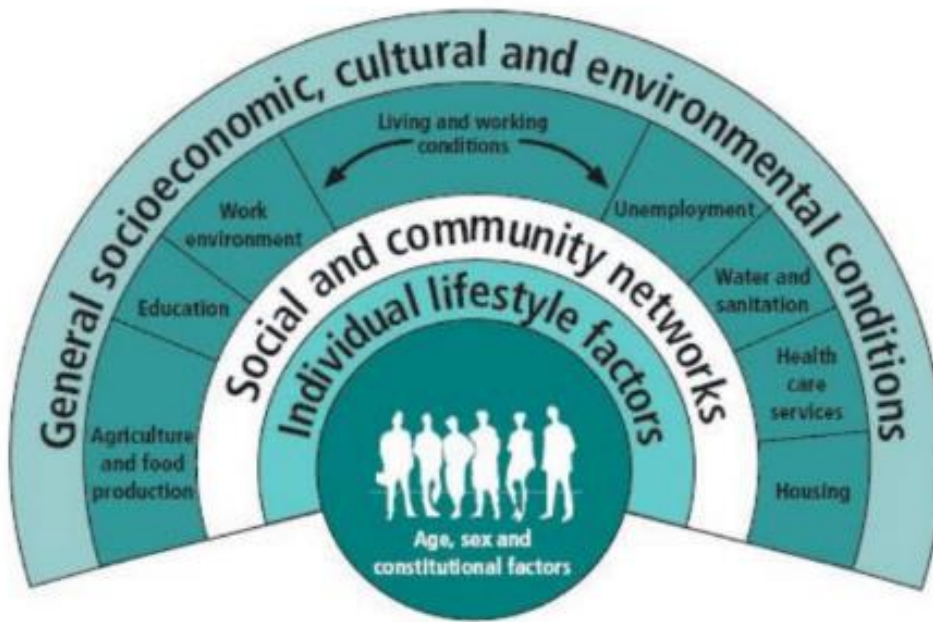 General socioeconomic, cultural and environmental conditions
Living and working
conditions
Work
environment
Unemployment
Education
Water and
sanitation
Agriculture
and food
production
Health
care
services
Housing
Social and community networks
Individual lifestyle factors
Age, sex and
constitutional factors